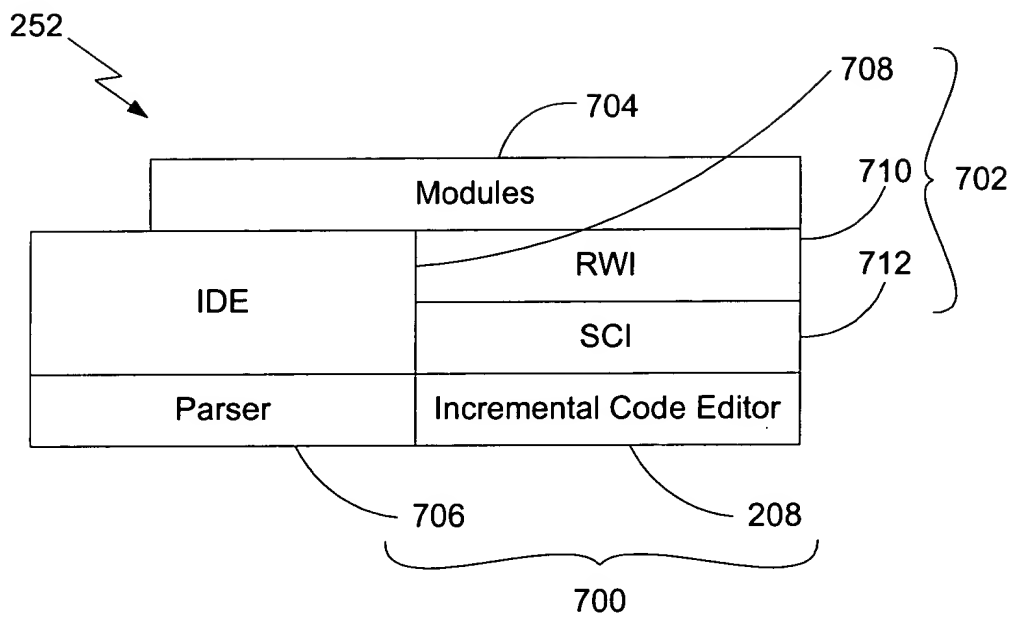 252
708
704
Modules
710
702
RWI
IDE
712
SCI
Parser
Incremental Code Editor
706
208
700